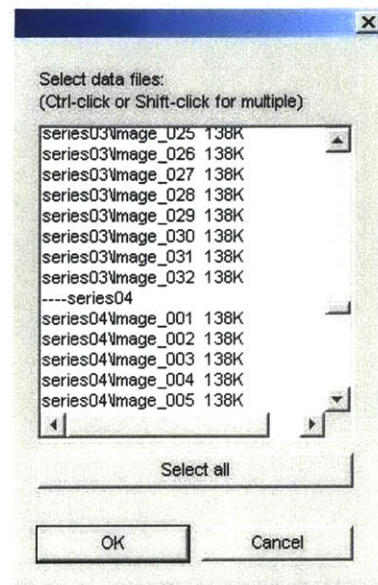 Select data files:
(Ctrl-click or Shift-click for multiple)
series03\Image_025 138K
series03\Image_026 138K
series03\Image_027 138K
series03\Image_028 138K
series03\Image_029 138K
series03\Image_030 138K
series03\Image_031 138K
series03\Image_032 138K
----series04
series04\Image_001 138K
series04\Image_002 138K
series04\Image_003 138K
series04\Image_004 138K
series04\Image_005 138K
Select all
OK Cancel